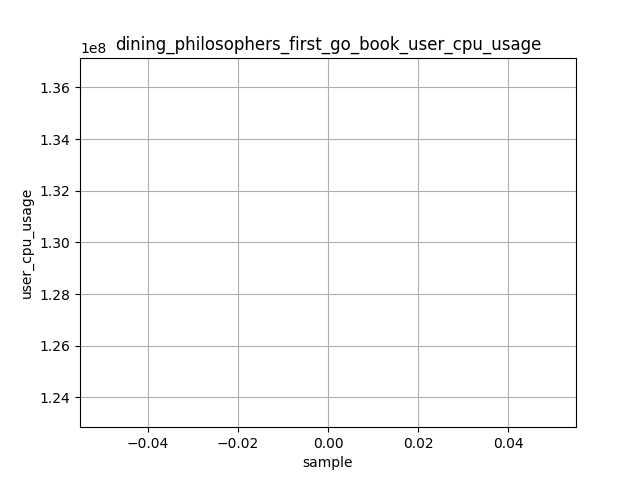 dining_philosophers_first_go_book_user_cpu_usage
1e8
1.36
1.34
1.32
1.30
1.28
1.26
1.24
user_cpu_usage
−0.04 −0.02 0.00 0.02 0.04
sample